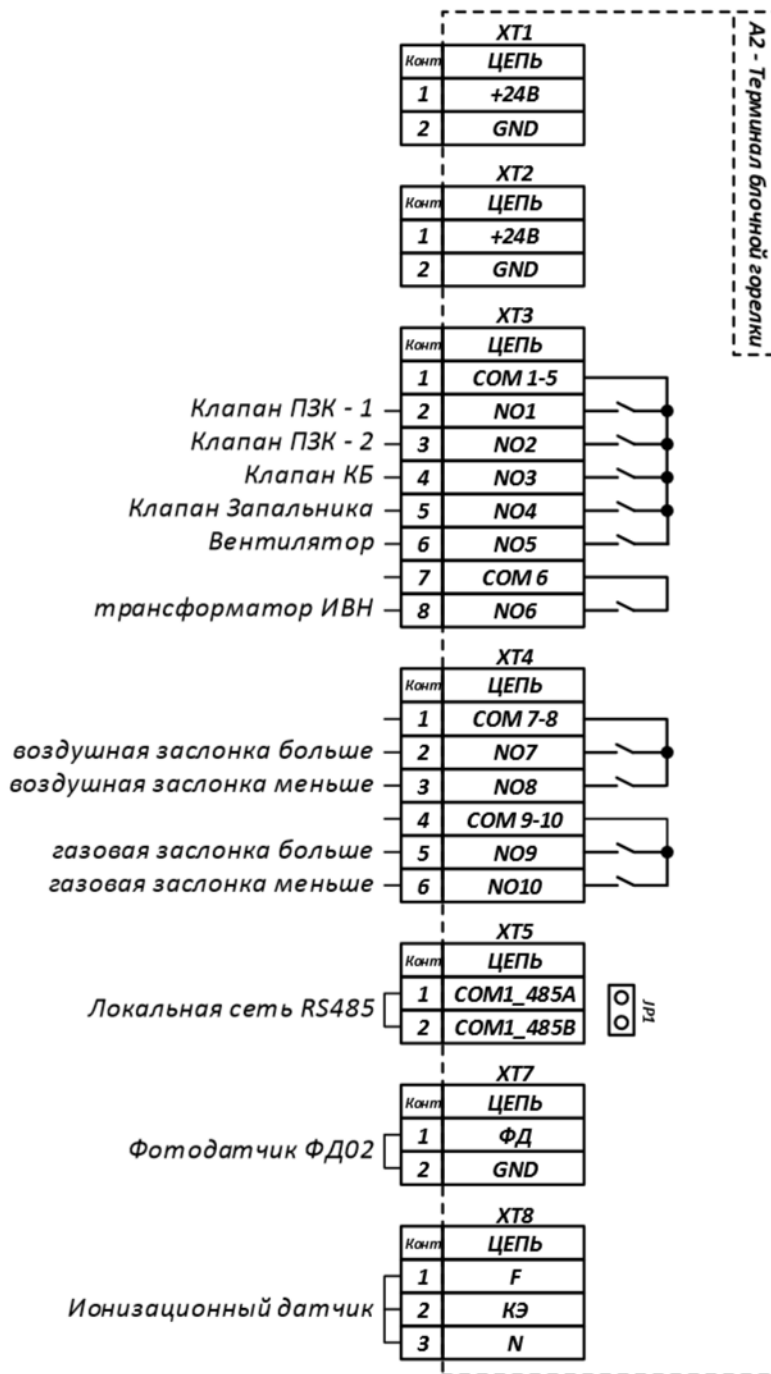 А2 - Терминал блочной горелки
XT1
Конт ЦЕПЬ
1 +24В
2 GND
XT2
Конт ЦЕПЬ
1 +24В
2 GND
XT3
Конт ЦЕПЬ
1 COM 1-5
Клапан ПЗК - 1 2 NO1
Клапан ПЗК - 2 3 NO2
Клапан КБ 4 NO3
Клапан Запальника 5 NO4
Вентилятор 6 NO5
7 COM 6
трансформатор ИВН 8 NO6
XT4
Конт ЦЕПЬ
1 COM 7-8
воздушная заслонка больше 2 NO7
воздушная заслонка меньше 3 NO8
4 COM 9-10
газовая заслонка больше 5 NO9
газовая заслонка меньше 6 NO10
XT5
Конт ЦЕПЬ
1 COM1_485A
Локальная сеть RS485
2 COM1_485B
JP1
XT7
Конт ЦЕПЬ
1 ФД
Фотодатчик ФД02
2 GND
XT8
Конт ЦЕПЬ
1 F
Ионизационный датчик 2 КЭ
3 N